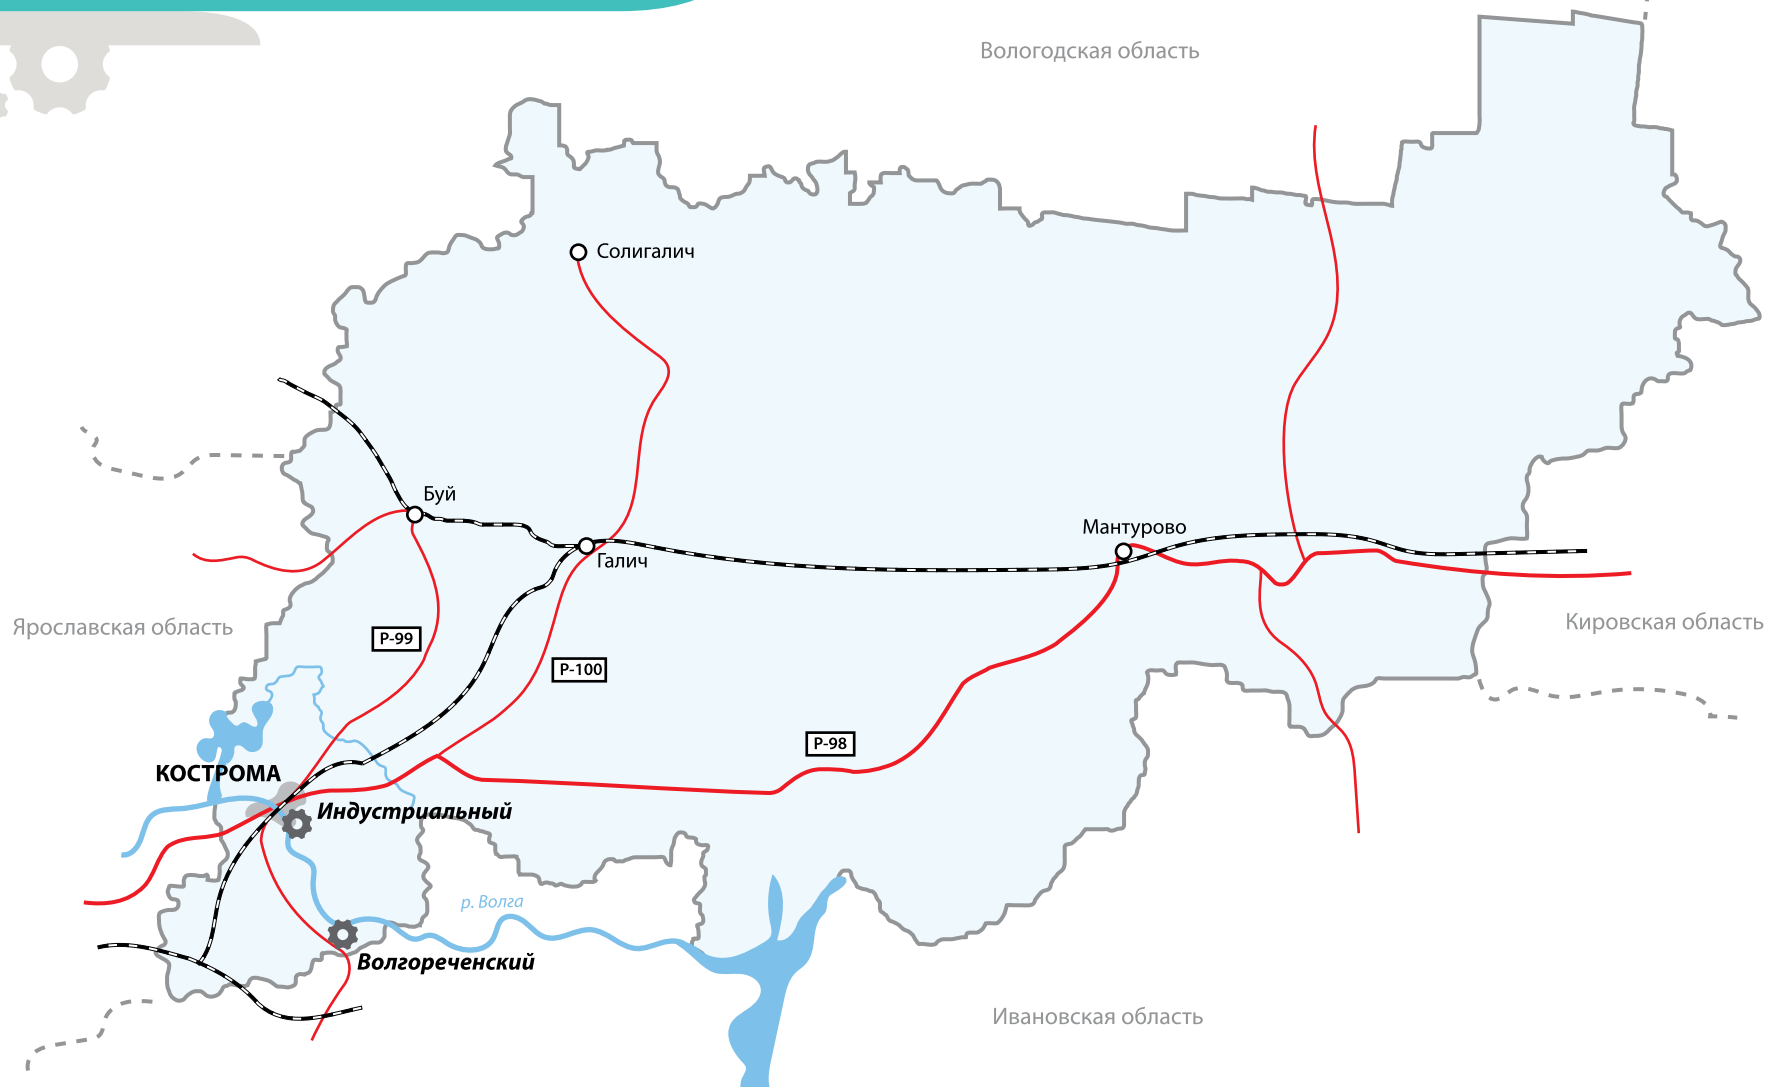 Вологодская область
Солигалич
Буй
Мантурово
Галич
Кировская область
Ярославская область
Р-99
Р-100
Р-98
КОСТРОМА
Индустриальный
р. Волга
Волгореченский
Ивановская область